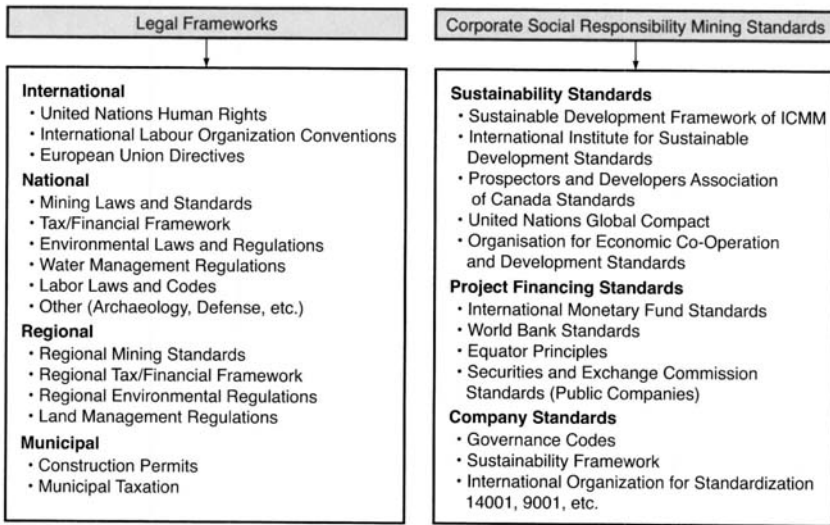 Legal Frameworks
International
• United Nations Human Rights
• International Labour Organization Conventions
• European Union Directives
National
• Mining Laws and Standards
• Tax/Financial Framework
• Environmental Laws and Regulations
• Water Management Regulations
• Labor Laws and Codes
• Other (Archaeology, Defense, etc.)
Regional
• Regional Mining Standards
• Regional Tax/Financial Framework
• Regional Environmental Regulations
• Land Management Regulations
Municipal
• Construction Permits
• Municipal Taxation
Corporate Social Responsibility Mining Standards
Sustainability Standards
• Sustainable Development Framework of ICMM
• International Institute for Sustainable
Development Standards
• Prospectors and Developers Association
of Canada Standards
• United Nations Global Compact
• Organisation for Economic Co-Operation
and Development Standards
Project Financing Standards
• International Monetary Fund Standards
• World Bank Standards
• Equator Principles
• Securities and Exchange Commission
Standards (Public Companies)
Company Standards
• Governance Codes
• Sustainability Framework
• International Organization for Standardization
14001, 9001, etc.